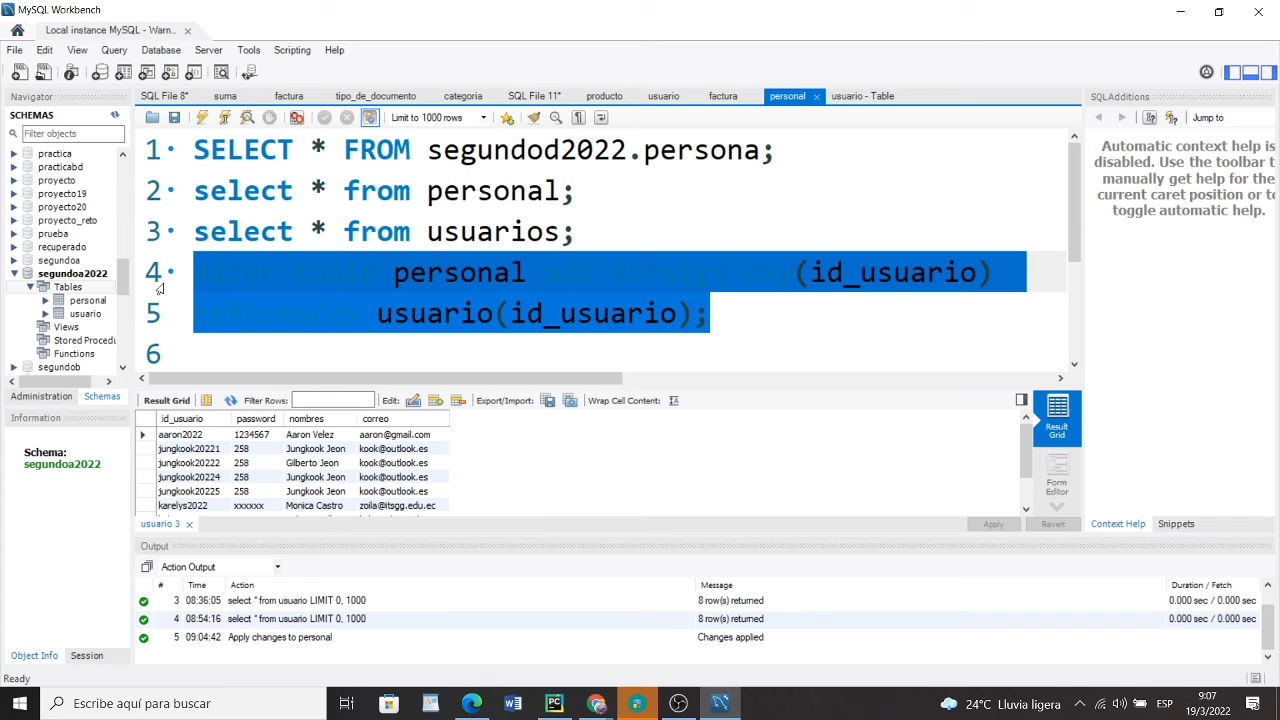 MySQL Workbench
Local instance MySQL - Warn..
File Edit View Query Database Server Tools Scripting Help
Navigator
SCHEMAS
Filter objects
practica
practicabd
proyecto
proyecto19
proyecto20
proyecto_reto
prueba
recuperado
segundoa
segundoa2022
Tables
personal
usuario
Views
Stored Procedu
Functions
segundob
Administration Schemas
Information
Schema:
segundoa2022
Object Info Session
SQL File 8* suma factura tipo_de_documento categoria SQL File 11* producto usuario factura personal usuario - Table
Limit to 1000 rows
1 SELECT * FROM segundod2022.persona;
2 select * from personal;
3 select * from usuarios;
4 alter table personal add foreign key(id_usuario)
5 references usuario(id_usuario);
6
Result Grid Filter Rows: Edit: Export/Import: Wrap Cell Content:
id_usuario password nombres correo
aaron2022 1234567 Aaron Velez aaron@gmail.com
jungkook20221 258 Jungkook Jeon kook@outlook.es
jungkook20222 258 Gilberto Jeon kook@outlook.es
jungkook20224 258 Jungkook Jeon kook@outlook.es
jungkook20225 258 Jungkook Jeon kook@outlook.es
karelys2022 xxxxxx Monica Castro zoila@itsgg.edu.ec
Result
Grid
Form
Editor
usuario 3 Apply Revert
Output
Action Output
# Time Action Message Duration / Fetch
3 08:36:05 select * from usuario LIMIT 0, 1000 8 row(s) returned 0.000 sec / 0.000 sec
4 08:54:16 select * from usuario LIMIT 0, 1000 8 row(s) returned 0.000 sec / 0.000 sec
5 09:04:42 Apply changes to personal Changes applied
SQLAdditions
Jump to
Automatic context help is
disabled. Use the toolbar t
manually get help for the
current caret position or to
toggle automatic help.
Context Help Snippets
Ready
Escribe aquí para buscar
24°C Lluvia ligera
ESP
9:07
19/3/2022